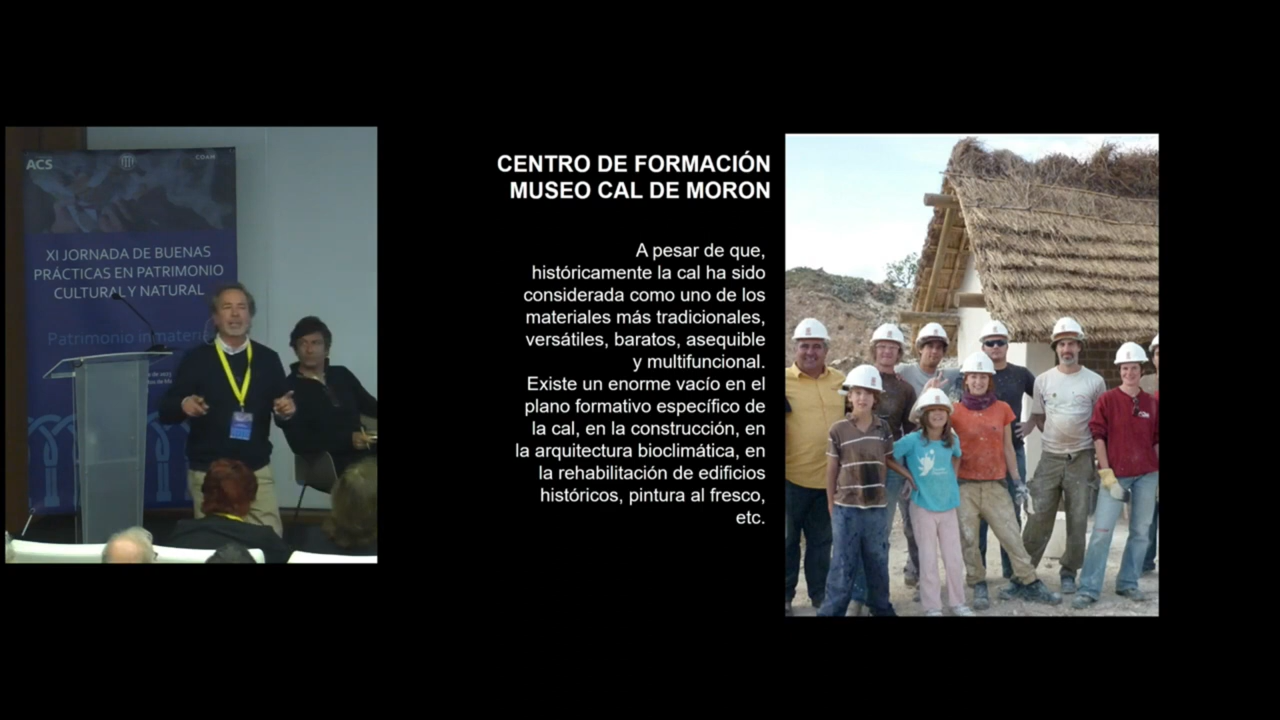 ACS
COAM
XI JORNADA DE BUENAS
PRÁCTICAS EN PATRIMONIO
CULTURAL Y NATURAL
Patrimonio inmateri
CENTRO DE FORMACIÓN
MUSEO CAL DE MORON
A pesar de que,
históricamente la cal ha sido
considerada como uno de los
materiales más tradicionales,
versátiles, baratos, asequible
y multifuncional.
Existe un enorme vacío en el
plano formativo específico de
la cal, en la construcción, en
la arquitectura bioclimática, en
la rehabilitación de edificios
históricos, pintura al fresco,
etc.